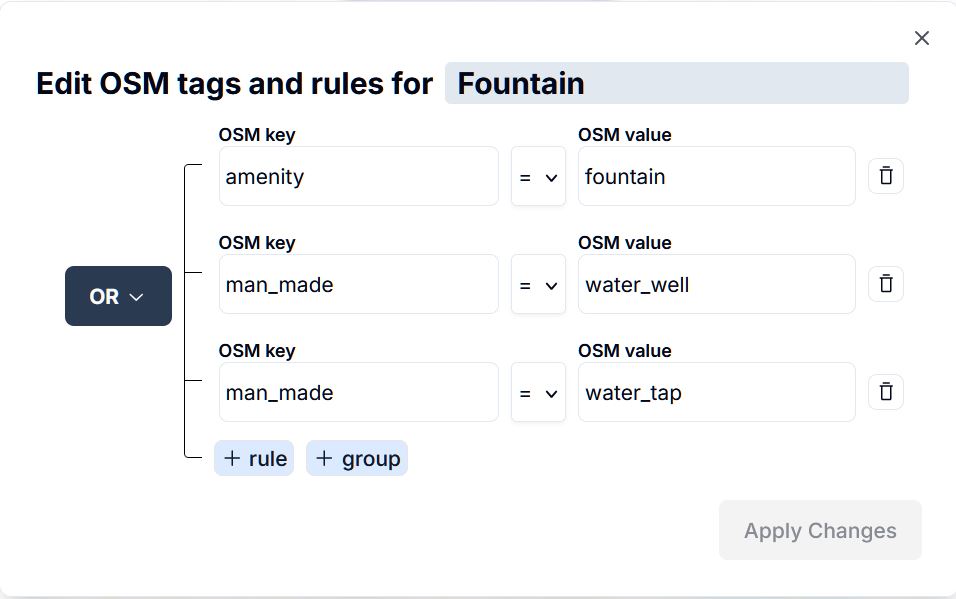 Edit OSM tags and rules for Fountain
OSM key OSM value
amenity = fountain
OSM key OSM value
man_made = water_well
OR
OSM key OSM value
man_made = water_tap
+ rule + group
Apply Changes